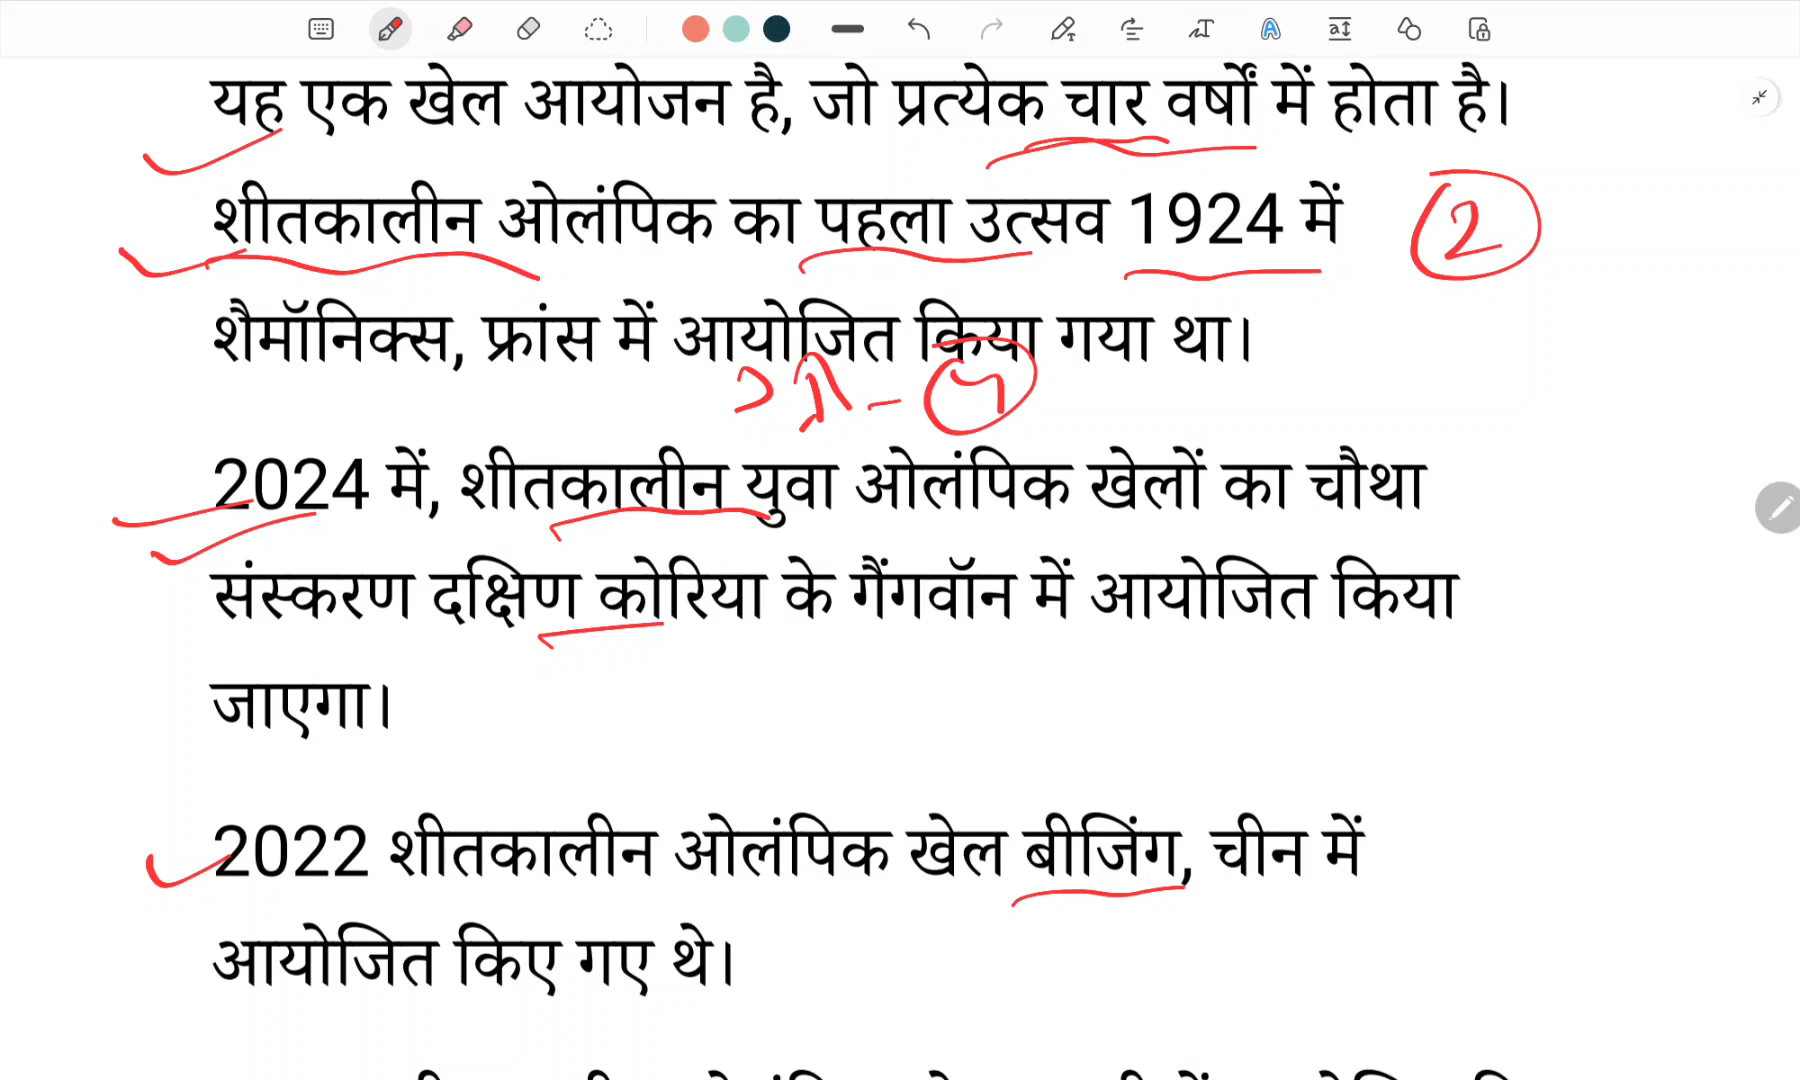 यह एक खेल आयोजन है, जो प्रत्येक चार वर्षों में होता है।
शीतकालीन ओलंपिक का पहला उत्सव 1924 में
2
शैमॉनिक्स, फ्रांस में आयोजित किया गया था।
2024 में, शीतकालीन युवा ओलंपिक खेलों का चौथा
संस्करण दक्षिण कोरिया के गैंगवॉन में आयोजित किया
जाएगा।
2022 शीतकालीन ओलंपिक खेल बीजिंग, चीन में
आयोजित किए गए थे।